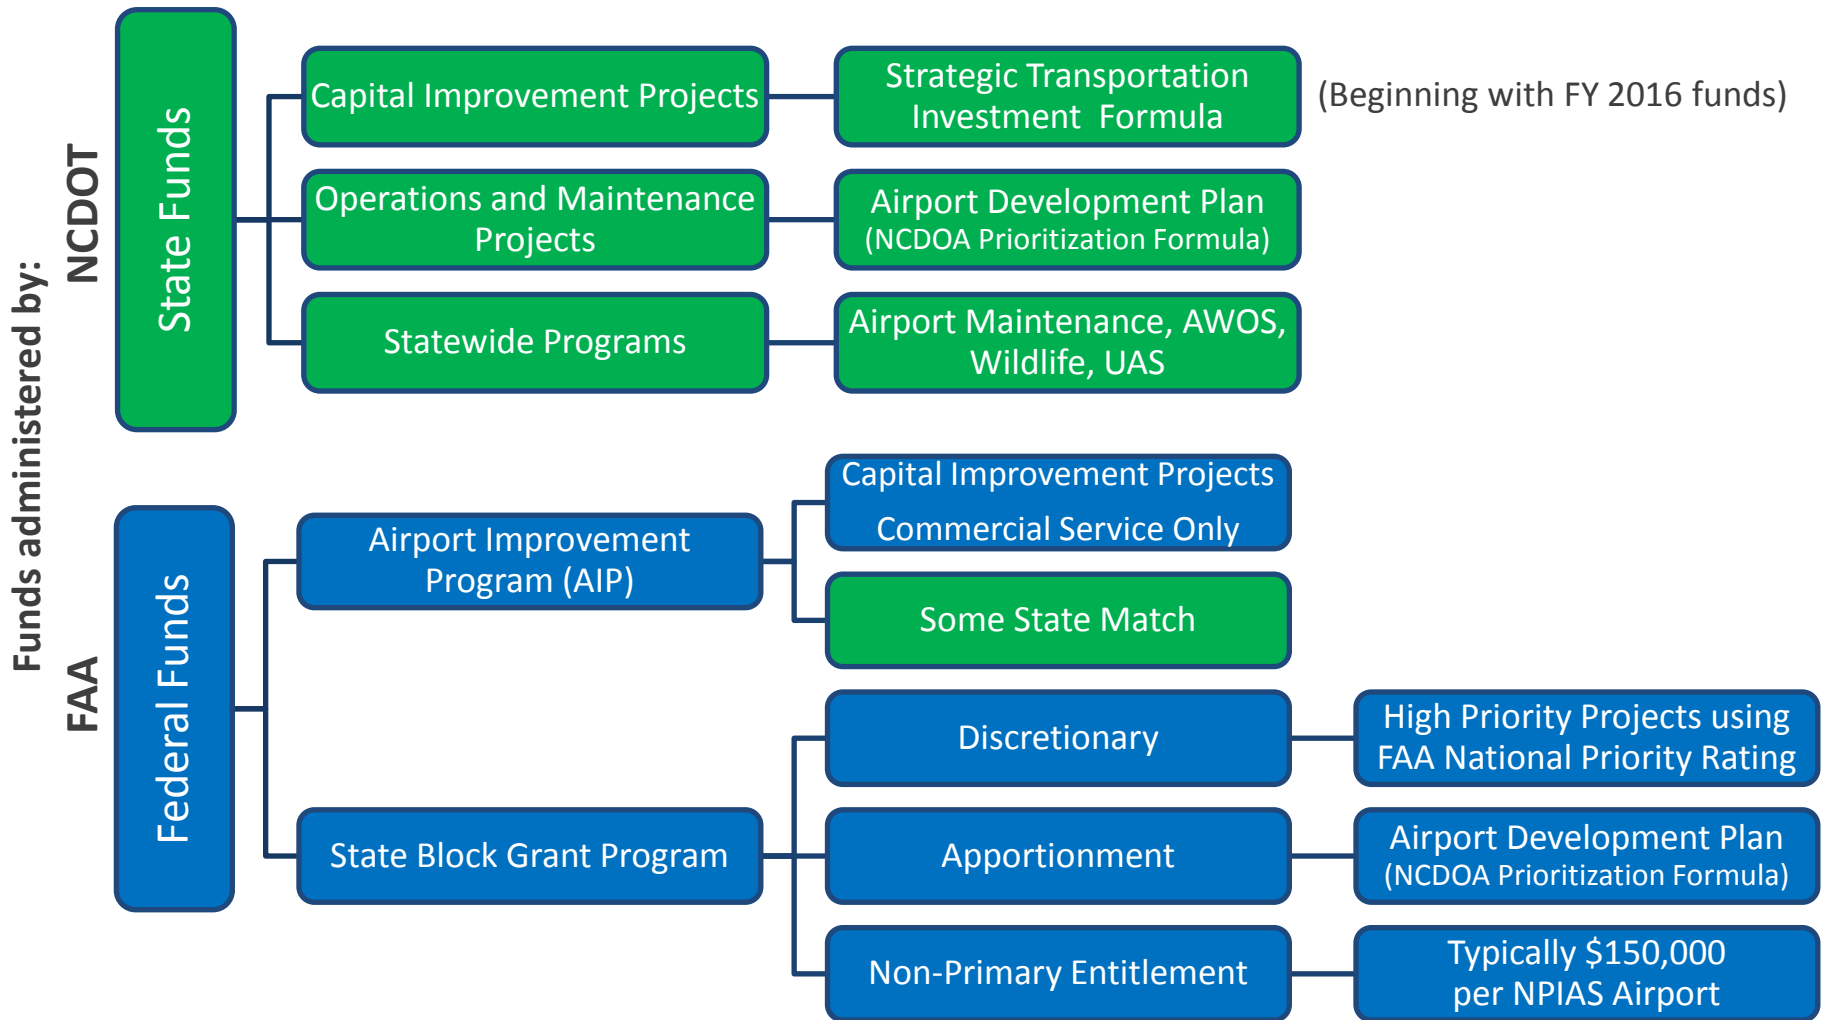 Funds administered by:
NCDOT
State Funds
Capital Improvement Projects
Strategic Transportation
Investment Formula
(Beginning with FY 2016 funds)
Operations and Maintenance
Projects
Airport Development Plan
(NCDOA Prioritization Formula)
Statewide Programs
Airport Maintenance, AWOS,
Wildlife, UAS
FAA
Federal Funds
Airport Improvement
Program (AIP)
Capital Improvement Projects
Commercial Service Only
Some State Match
State Block Grant Program
Discretionary
High Priority Projects using
FAA National Priority Rating
Apportionment
Airport Development Plan
(NCDOA Prioritization Formula)
Non-Primary Entitlement
Typically $150,000
per NPIAS Airport